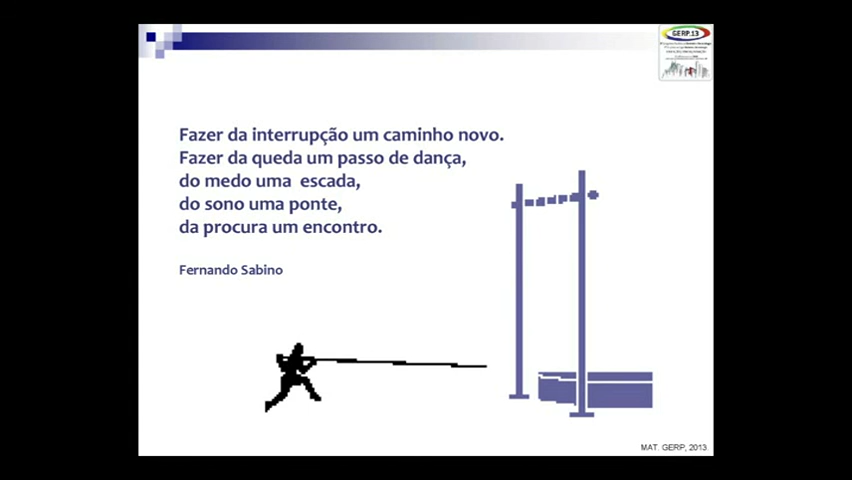 GERP.13
Fazer da interrupção um caminho novo.
Fazer da queda um passo de dança,
do medo uma escada,
do sono uma ponte,
da procura um encontro.
Fernando Sabino
MAT. GERP, 2013